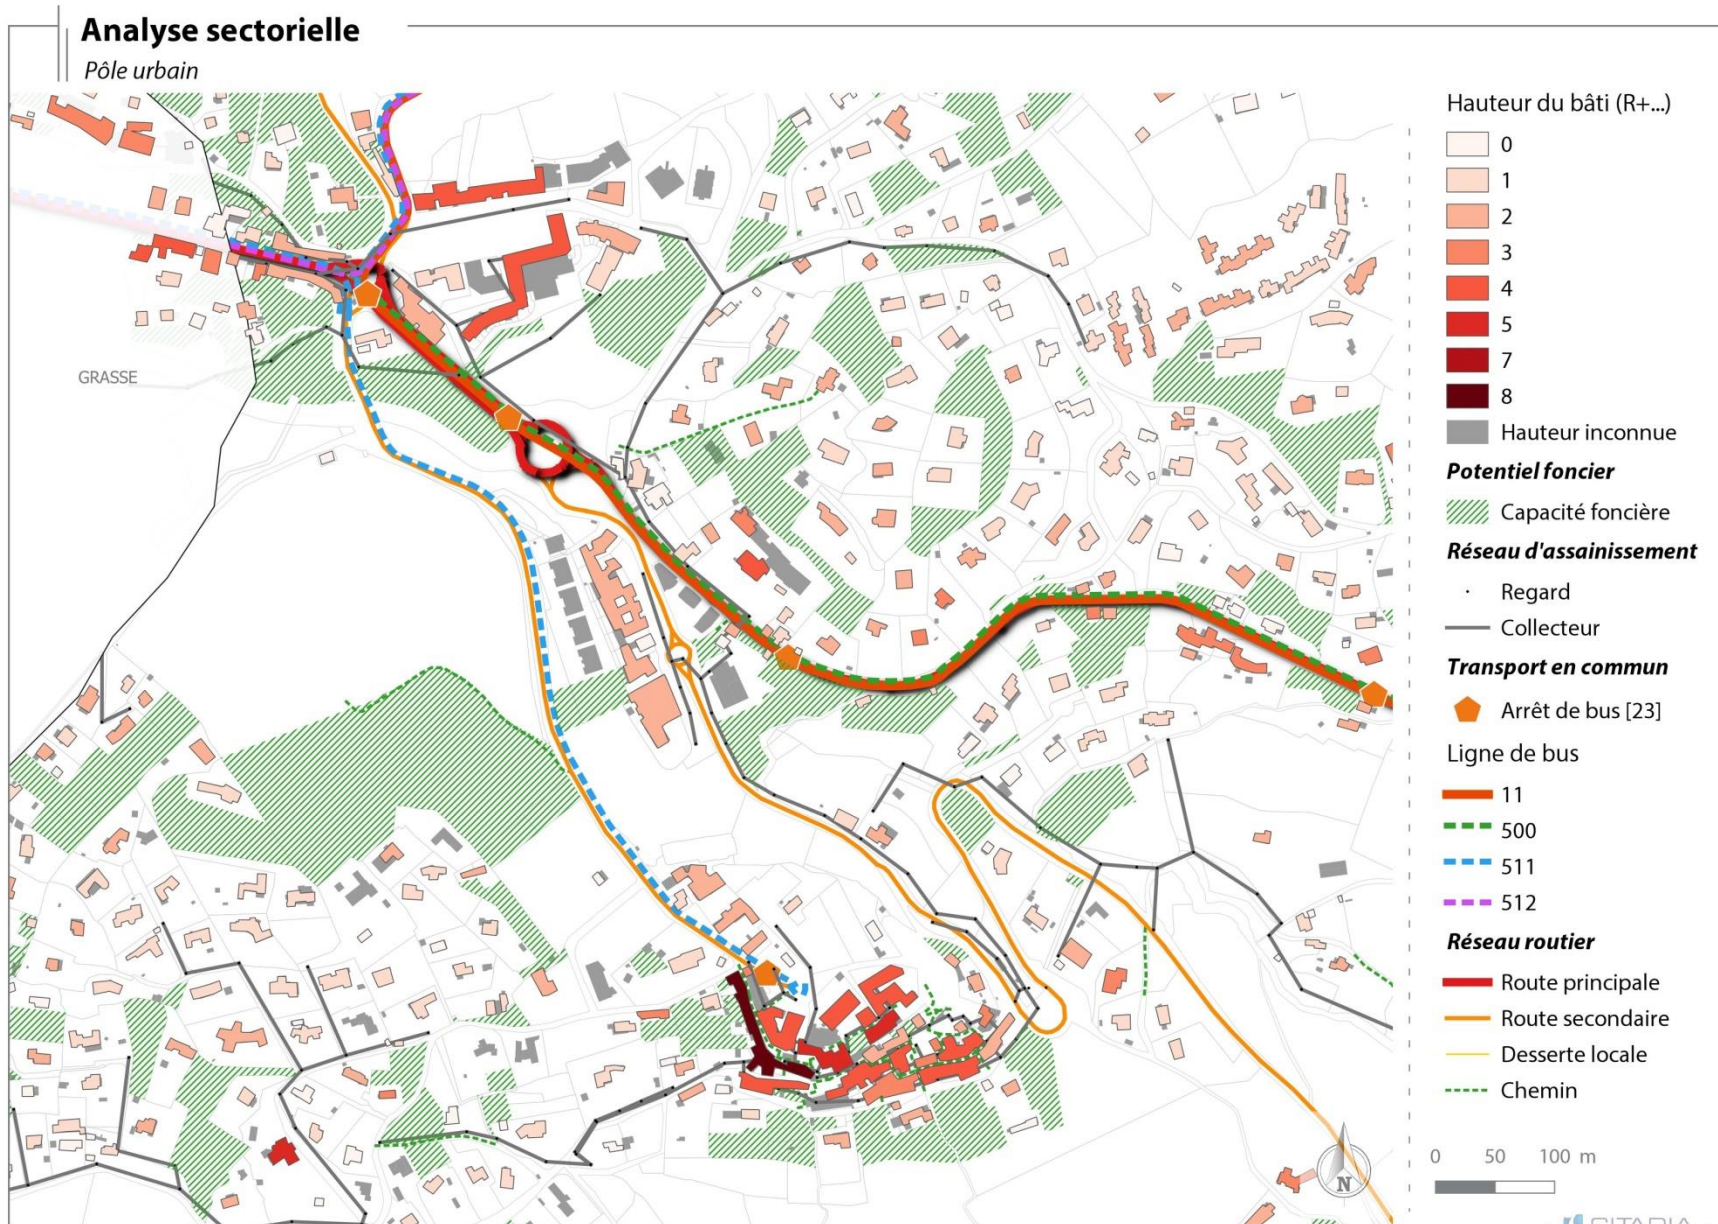 Analyse sectorielle
Pôle urbain
GRASSE
Hauteur du bâti (R+...)
0
1
2
3
4
5
7
8
Hauteur inconnue
Potentiel foncier
Capacité foncière
Réseau d'assainissement
Regard
Collecteur
Transport en commun
Arrêt de bus [23]
Ligne de bus
11
500
511
512
Réseau routier
Route principale
Route secondaire
Desserte locale
Chemin
0 50 100 m
N